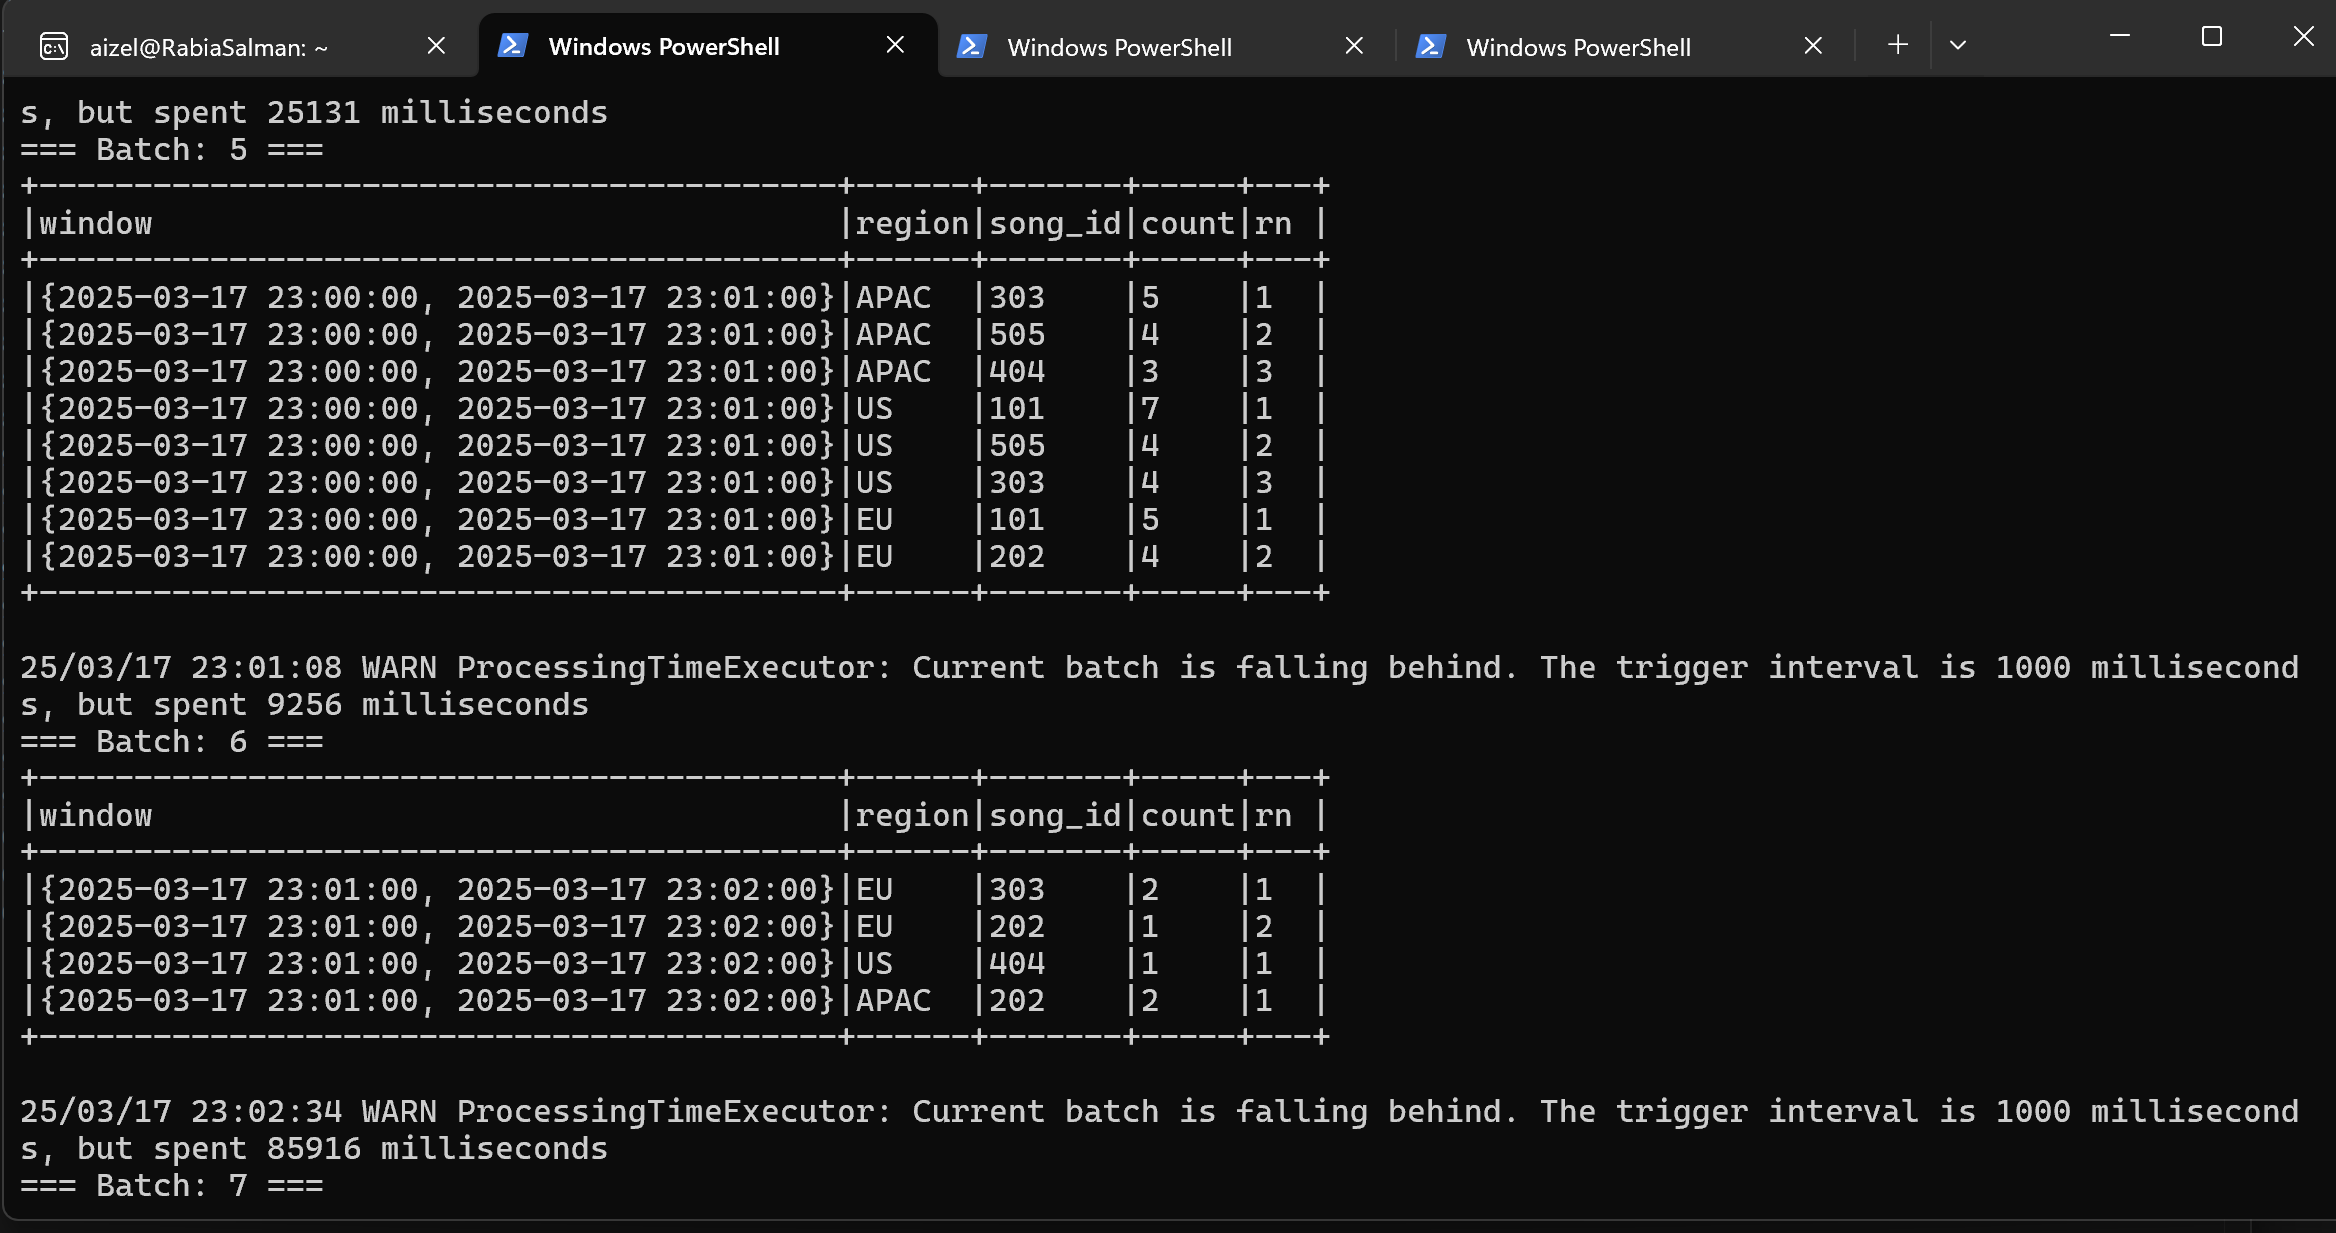 aizel@RabiaSalman: ~
Windows PowerShell
Windows PowerShell
Windows PowerShell
s, but spent 25131 milliseconds
=== Batch: 5 ===
+------------------------------------------+------+-------+-----+---+
|window                                    |region|song_id|count|rn |
+------------------------------------------+------+-------+-----+---+
|{2025-03-17 23:00:00, 2025-03-17 23:01:00}|APAC  |303    |5    |1  |
|{2025-03-17 23:00:00, 2025-03-17 23:01:00}|APAC  |505    |4    |2  |
|{2025-03-17 23:00:00, 2025-03-17 23:01:00}|APAC  |404    |3    |3  |
|{2025-03-17 23:00:00, 2025-03-17 23:01:00}|US    |101    |7    |1  |
|{2025-03-17 23:00:00, 2025-03-17 23:01:00}|US    |505    |4    |2  |
|{2025-03-17 23:00:00, 2025-03-17 23:01:00}|US    |303    |4    |3  |
|{2025-03-17 23:00:00, 2025-03-17 23:01:00}|EU    |101    |5    |1  |
|{2025-03-17 23:00:00, 2025-03-17 23:01:00}|EU    |202    |4    |2  |
+------------------------------------------+------+-------+-----+---+
25/03/17 23:01:08 WARN ProcessingTimeExecutor: Current batch is falling behind. The trigger interval is 1000 millisecond
s, but spent 9256 milliseconds
=== Batch: 6 ===
+------------------------------------------+------+-------+-----+---+
|window                                    |region|song_id|count|rn |
+------------------------------------------+------+-------+-----+---+
|{2025-03-17 23:01:00, 2025-03-17 23:02:00}|EU    |303    |2    |1  |
|{2025-03-17 23:01:00, 2025-03-17 23:02:00}|EU    |202    |1    |2  |
|{2025-03-17 23:01:00, 2025-03-17 23:02:00}|US    |404    |1    |1  |
|{2025-03-17 23:01:00, 2025-03-17 23:02:00}|APAC  |202    |2    |1  |
+------------------------------------------+------+-------+-----+---+
25/03/17 23:02:34 WARN ProcessingTimeExecutor: Current batch is falling behind. The trigger interval is 1000 millisecond
s, but spent 85916 milliseconds
=== Batch: 7 ===